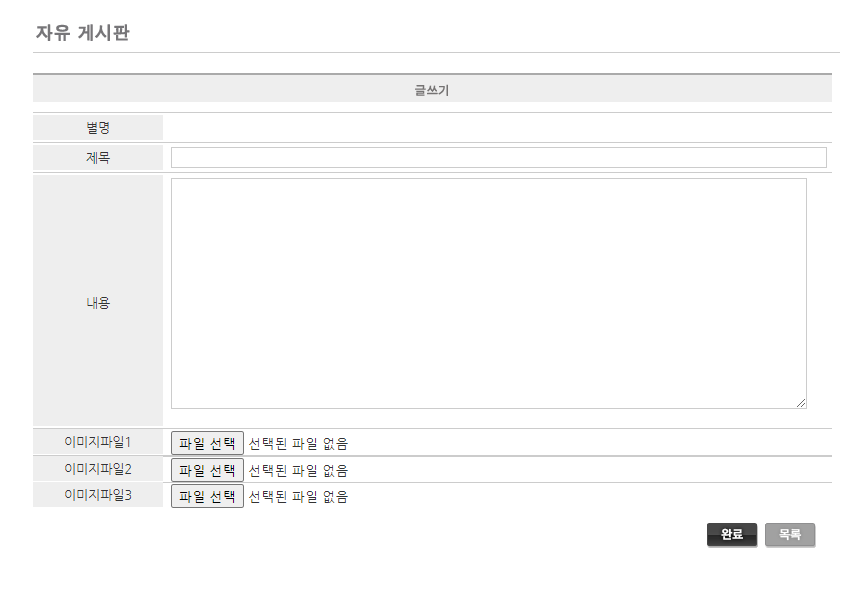 자유 게시판
글쓰기
별명
제목
내용
이미지파일1 파일 선택 선택된 파일 없음
이미지파일2 파일 선택 선택된 파일 없음
이미지파일3 파일 선택 선택된 파일 없음
완료 목록